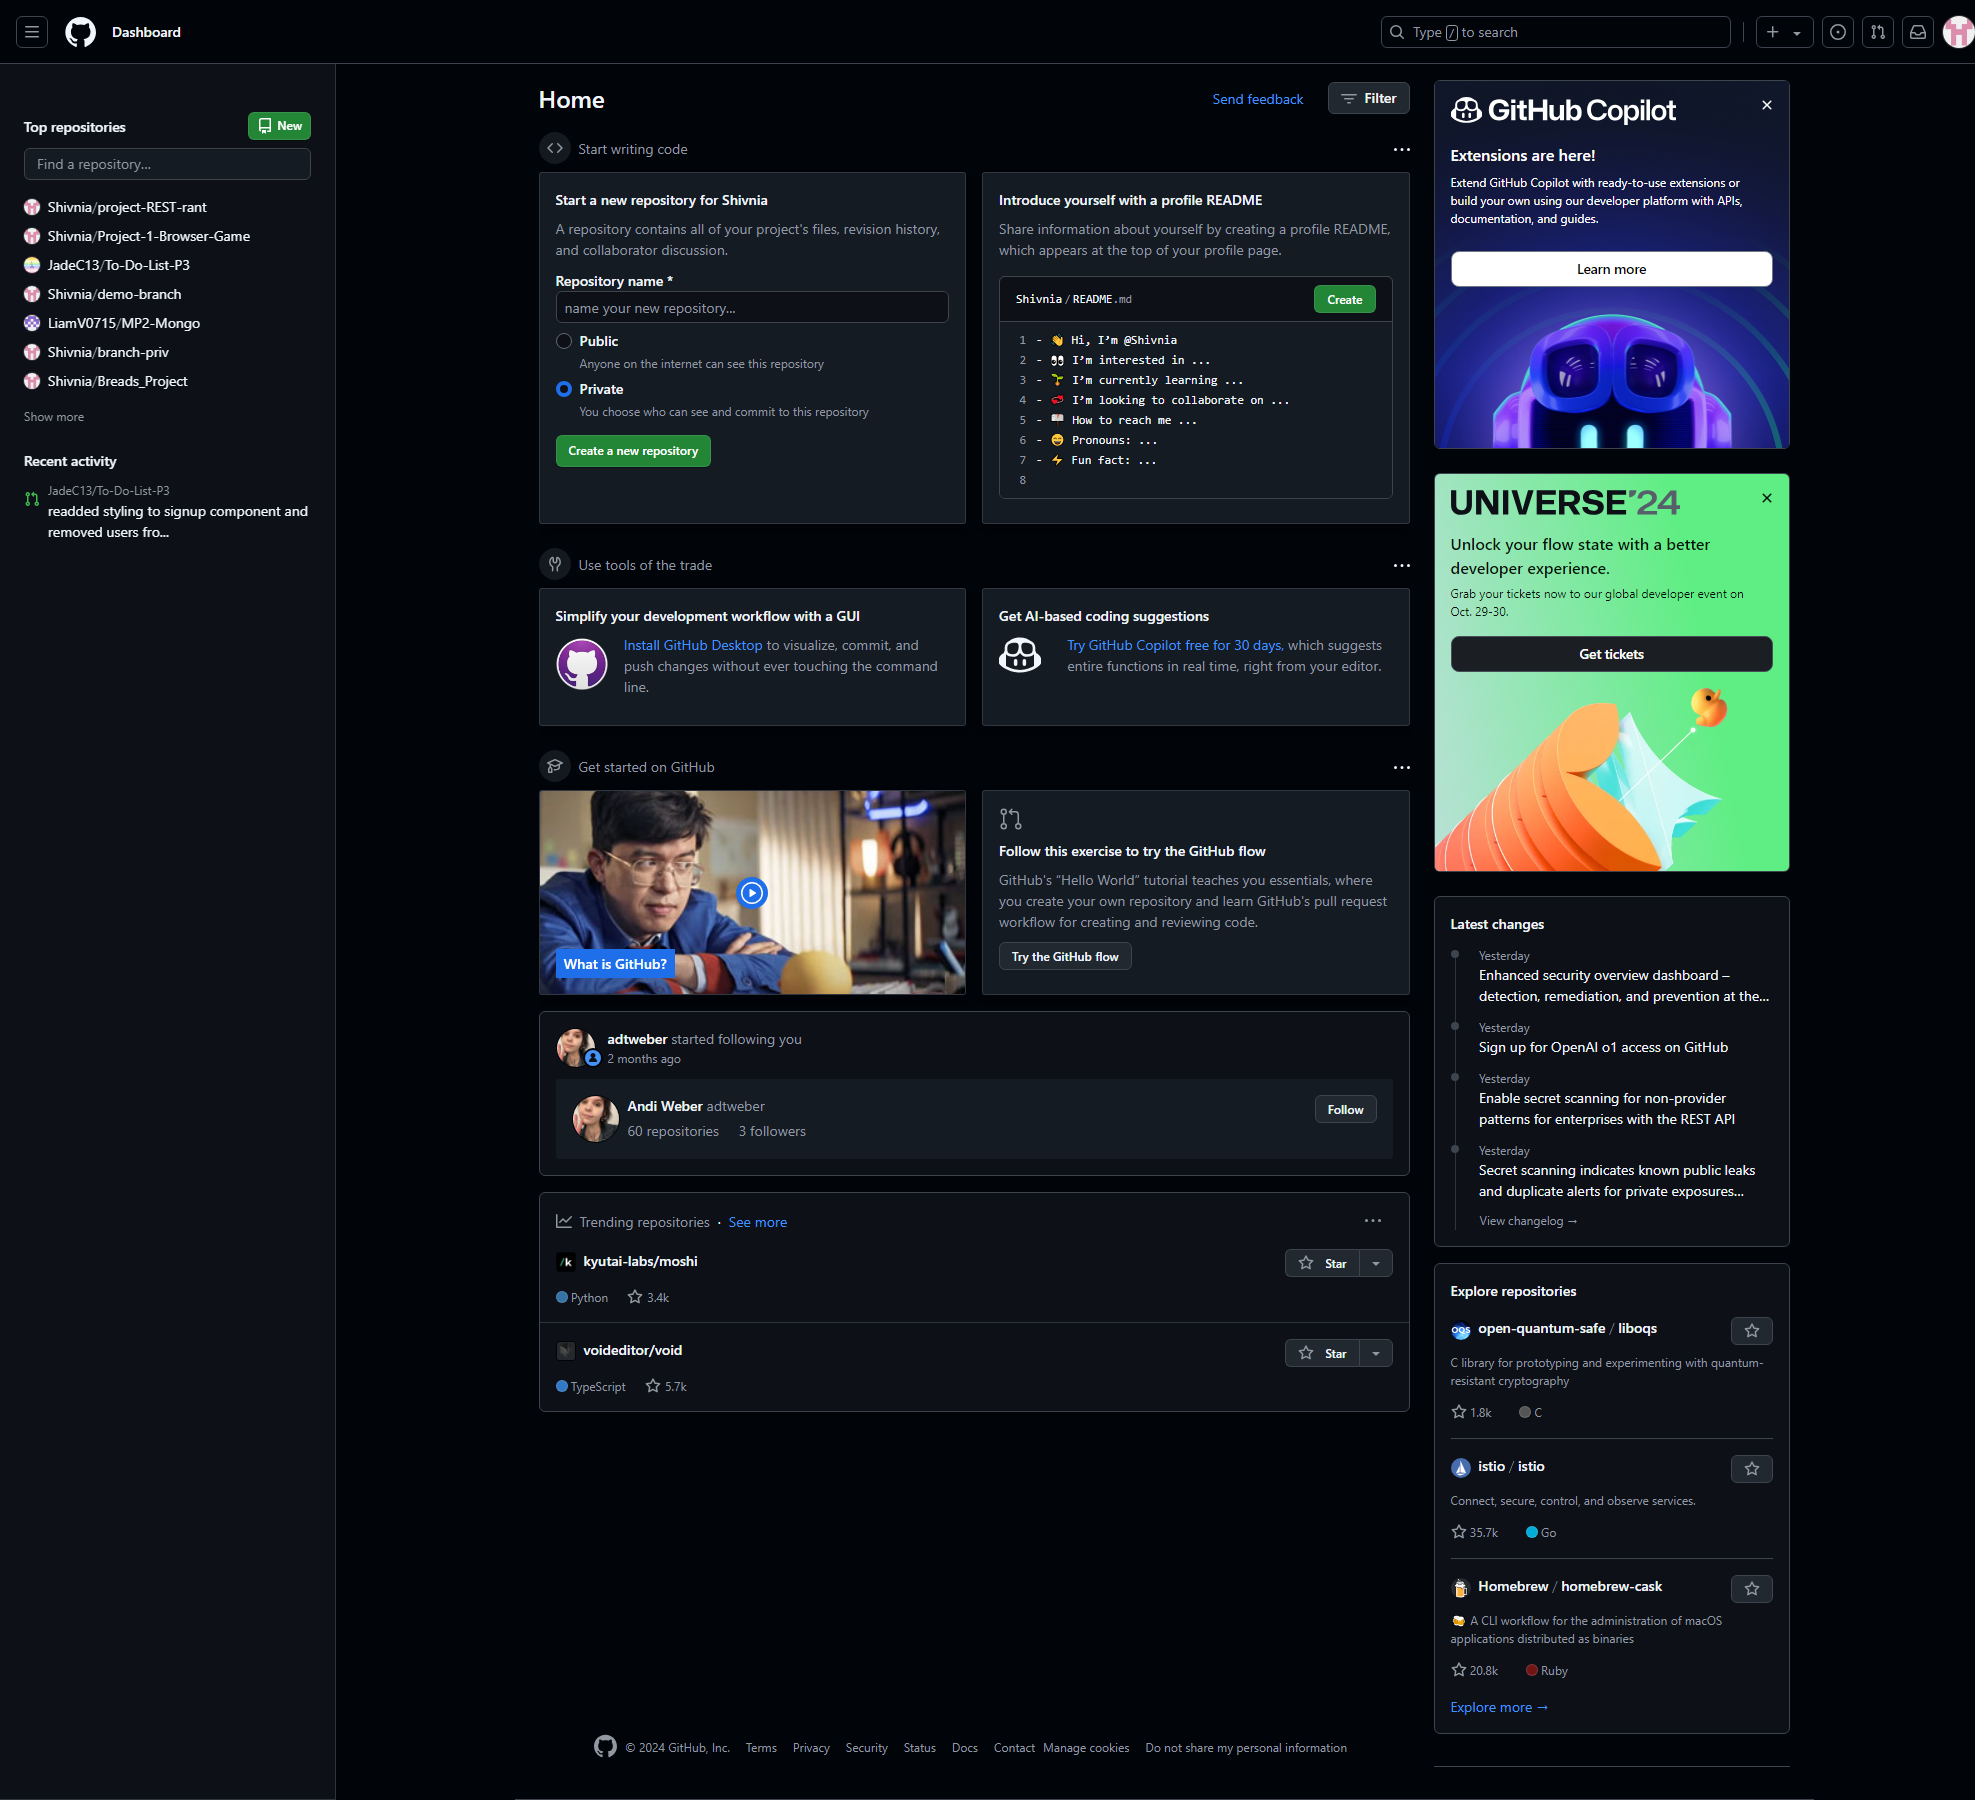 Dashboard
Type / to search
Top repositories
New
Find a repository...
Shivnia/project-REST-rant
Shivnia/Project-1-Browser-Game
JadeC13/To-Do-List-P3
Shivnia/demo-branch
LiamV0715/MP2-Mongo
Shivnia/branch-priv
Shivnia/Breads_Project
Show more
Recent activity
JadeC13/To-Do-List-P3
readded styling to signup component and
removed users fro...
Home
Send feedback
Filter
Start writing code
Start a new repository for Shivnia
A repository contains all of your project's files, revision history,
and collaborator discussion.
Repository name *
name your new repository...
Public
Anyone on the internet can see this repository
Private
You choose who can see and commit to this repository
Create a new repository
Introduce yourself with a profile README
Share information about yourself by creating a profile README,
which appears at the top of your profile page.
Shivnia / README.md
Create
1 - 👋 Hi, I’m @Shivnia
2 - 👀 I’m interested in ...
3 - 🌱 I’m currently learning ...
4 - 💞️ I’m looking to collaborate on ...
5 - 📫 How to reach me ...
6 - 😄 Pronouns: ...
7 - ⚡ Fun fact: ...
8
Use tools of the trade
Simplify your development workflow with a GUI
Install GitHub Desktop to visualize, commit, and
push changes without ever touching the command
line.
Get AI-based coding suggestions
Try GitHub Copilot free for 30 days, which suggests
entire functions in real time, right from your editor.
Get started on GitHub
What is GitHub?
Follow this exercise to try the GitHub flow
GitHub's “Hello World” tutorial teaches you essentials, where
you create your own repository and learn GitHub's pull request
workflow for creating and reviewing code.
Try the GitHub flow
adtweber started following you
2 months ago
Andi Weber adtweber
60 repositories 3 followers
Follow
Trending repositories · See more
/k kyutai-labs/moshi
Star
Python 3.4k
voideditor/void
Star
TypeScript 5.7k
GitHub Copilot
Extensions are here!
Extend GitHub Copilot with ready-to-use extensions or
build your own using our developer platform with APIs,
documentation, and guides.
Learn more
UNIVERSE'24
Unlock your flow state with a better
developer experience.
Grab your tickets now to our global developer event on
Oct. 29-30.
Get tickets
Latest changes
Yesterday
Enhanced security overview dashboard –
detection, remediation, and prevention at the...
Yesterday
Sign up for OpenAI o1 access on GitHub
Yesterday
Enable secret scanning for non-provider
patterns for enterprises with the REST API
Yesterday
Secret scanning indicates known public leaks
and duplicate alerts for private exposures...
View changelog →
Explore repositories
OQS open-quantum-safe / liboqs
C library for prototyping and experimenting with quantum-
resistant cryptography
1.8k C
istio / istio
Connect, secure, control, and observe services.
35.7k Go
Homebrew / homebrew-cask
🍻 A CLI workflow for the administration of macOS
applications distributed as binaries
20.8k Ruby
Explore more →
© 2024 GitHub, Inc. Terms Privacy Security Status Docs Contact Manage cookies Do not share my personal information